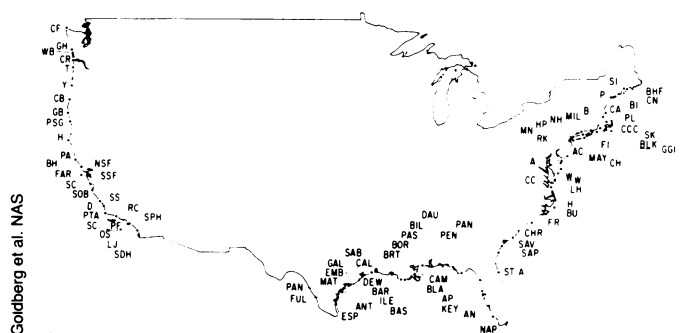 CF
GH
WB
CR
T
Y
CB
GB
PSG
H
PA
BH
NSF
FAR
SSF
SC
SOB
SS
D
RC
PTA
PF
SPH
SC
OS
LJ
SDH
PAN
FUL
ESP
MAT
EMB
GAL
SAB
CAL
DEW
BAR
ANT
ILE
BAS
BRT
BOR
PAS
BIL
DAU
PEN
PAN
CAM
BLA
AP
KEY
AN
NAP
ST A
SAP
SAV
CHR
FR
BU
H
LH
W W
CC
A
C
AC
MAY
CH
FI
GGI
BLK
SK
CCC
PL
CN
BI
BHF
CA
P
SI
B
MIL
NH
HP
RK
MN
Goldberg et al. NAS